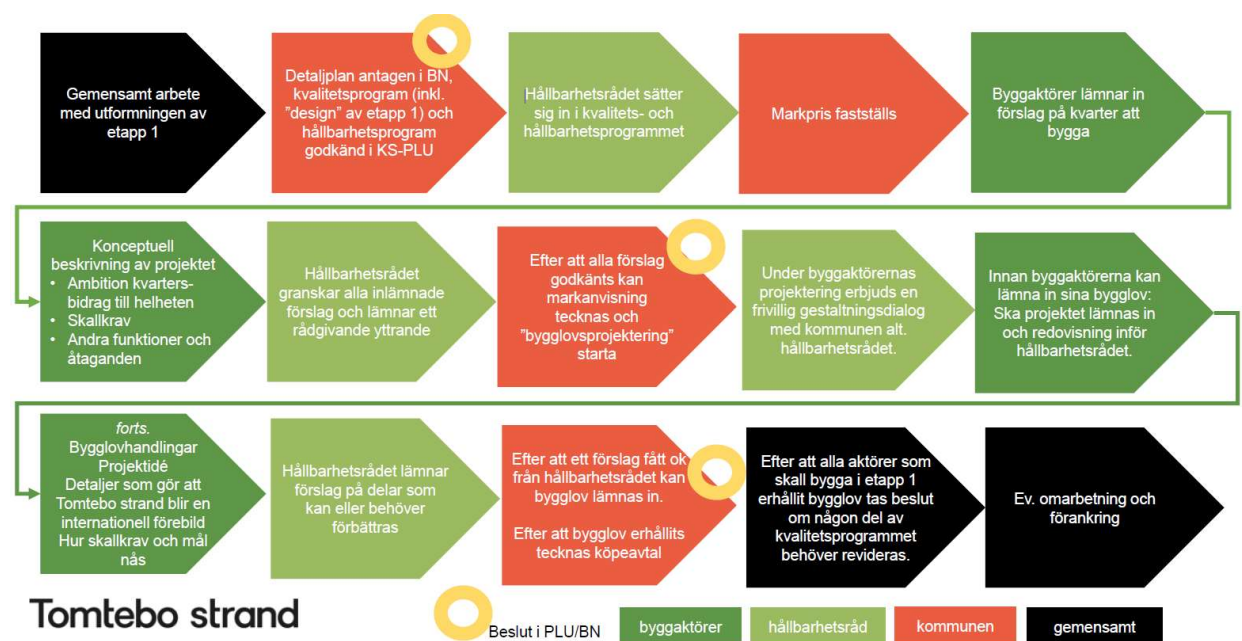 Gemensamt arbete
med utformningen av
etapp 1
Detaljplan antagen i BN,
kvalitetsprogram (inkl.
”design” av etapp 1) och
hållbarhetsprogram
godkänd i KS-PLU
Hållbarhetsrådet sätter
sig in i kvalitets- och
hållbarhetsprogrammet
Markpris fastställs
Byggaktörer lämnar in
förslag på kvarter att
bygga
Konceptuell
beskrivning av projektet
• Ambition kvarters-
bidrag till helheten
• Skallkrav
• Andra funktioner och
åtaganden
Hållbarhetsrådet
granskar alla inlämnade
förslag och lämnar ett
rådgivande yttrande
Efter att alla förslag
godkänts kan
markanvisning
tecknas och
”bygglovsprojektering”
starta
Under byggaktörernas
projektering erbjuds en
frivillig gestaltningsdialog
med kommunen alt.
hållbarhetsrådet.
Innan byggaktörerna kan
lämna in sina bygglov:
Ska projektet lämnas in
och redovisning inför
hållbarhetsrådet.
forts.
Bygglovhandlingar
Projektidé
Detaljer som gör att
Tomtebo strand blir en
internationell förebild
Hur skallkrav och mål
nås
Hållbarhetsrådet lämnar
förslag på delar som
kan eller behöver
förbättras
Efter att ett förslag fått ok
från hållbarhetsrådet kan
bygglov lämnas in.
Efter att bygglov erhållits
tecknas köpeavtal
Efter att alla aktörer som
skall bygga i etapp 1
erhållit bygglov tas beslut
om någon del av
kvalitetsprogrammet
behöver revideras.
Ev. omarbetning och
förankring
Tomtebo strand
Beslut i PLU/BN
byggaktörer
hållbarhetsråd
kommunen
gemensamt